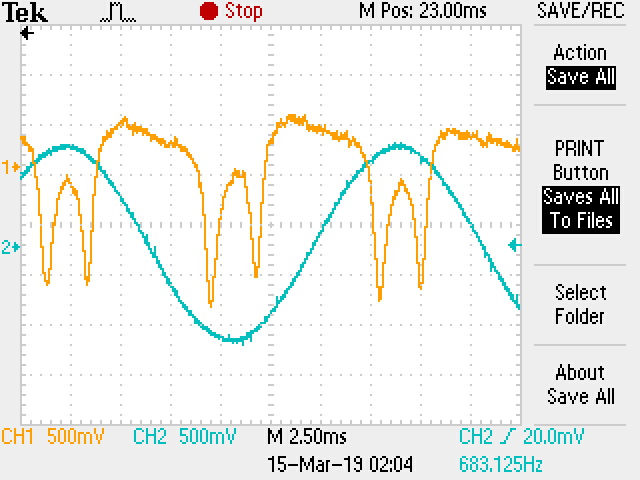 Tek Stop M Pos: 23.00ms SAVE/REC
Action
Save All
PRINT
Button
Saves All
To Files
Select
Folder
About
Save All
1
2
CH1 500mV CH2 500mV M 2.50ms CH2 20.0mV
15-Mar-19 02:04 683.125Hz